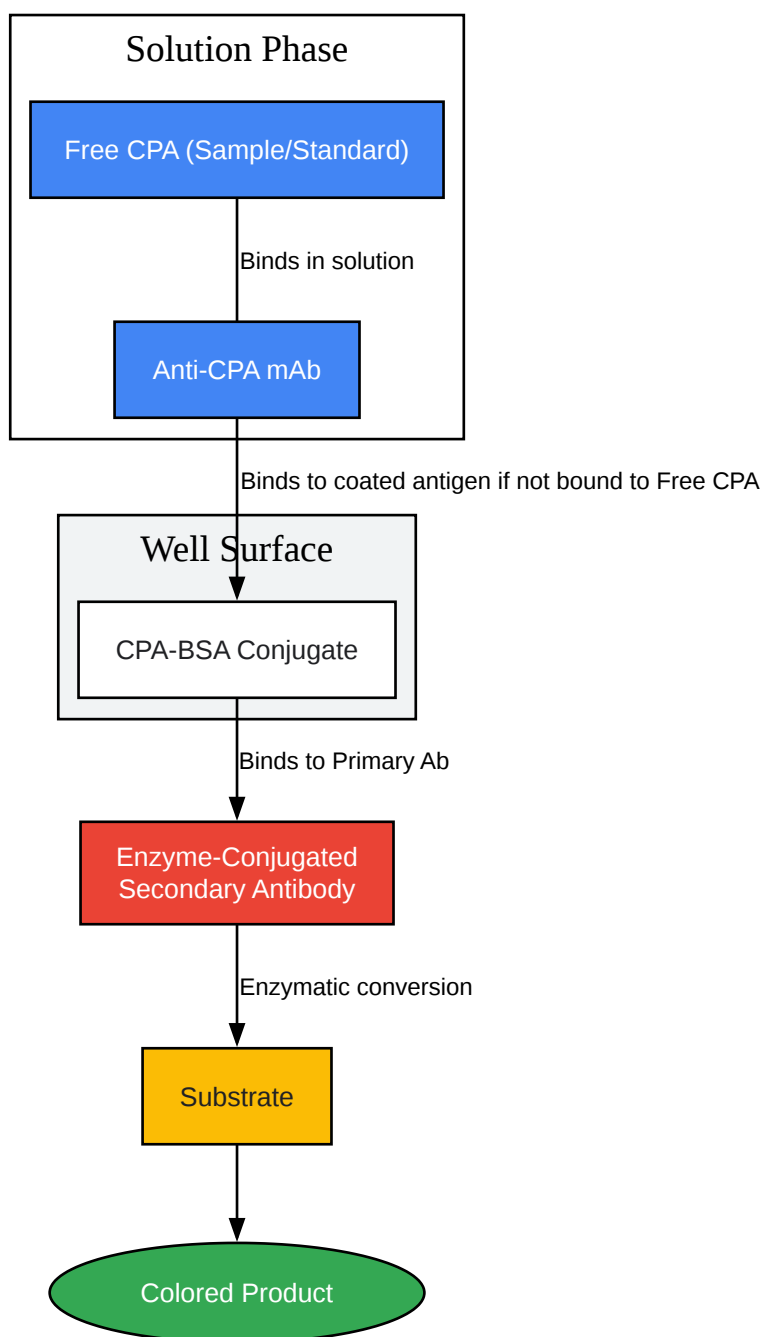 Solution Phase
Free CPA (Sample/Standard)
Binds in solution
Anti-CPA mAb
Binds to coated antigen if not bound to Free CPA
Well Surface
CPA-BSA Conjugate
Binds to Primary Ab
Enzyme-Conjugated
Secondary Antibody
Enzymatic conversion
Substrate
Colored Product